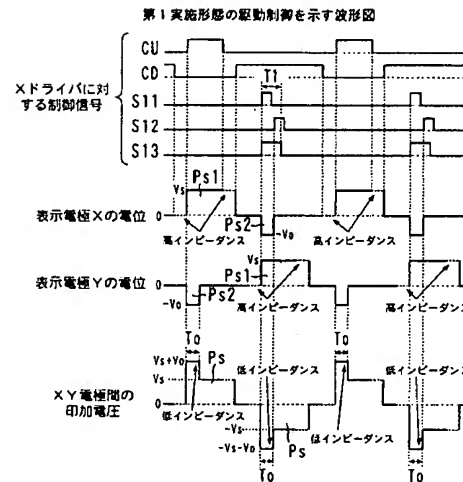 第1実施形態の駆動制御を示す波形図
Xドライバに対
する制御信号
CU
CD
T1
S11
S12
S13
Vs
Ps1
表示電極Xの電位 0
Ps2
-Vo
高インピーダンス
高インピーダンス
Vs
Ps1
表示電極Yの電位 0
-Vo
Ps2
高インピーダンス
高インピーダンス
To
低インピーダンス
To
低インピーダンス
Vs+Vo
Ps
Vs
XY電極間の
印加電圧
0
低インピーダンス
低インピーダンス
-Vs
-Vs-Vo
Ps
To
To